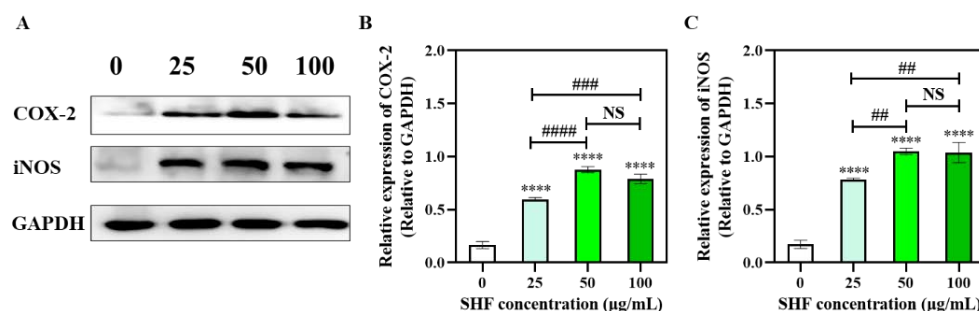 A
0 25 50 100
COX-2
iNOS
GAPDH
B
Relative expression of COX-2
(Relative to GAPDH)
2.0
1.5
1.0
0.5
0.0
###
####
NS
****
****
****
0 25 50 100
SHF concentration (μg/mL)
C
Relative expression of iNOS
(Relative to GAPDH)
2.0
1.5
1.0
0.5
0.0
##
##
NS
****
****
****
0 25 50 100
SHF concentration (μg/mL)